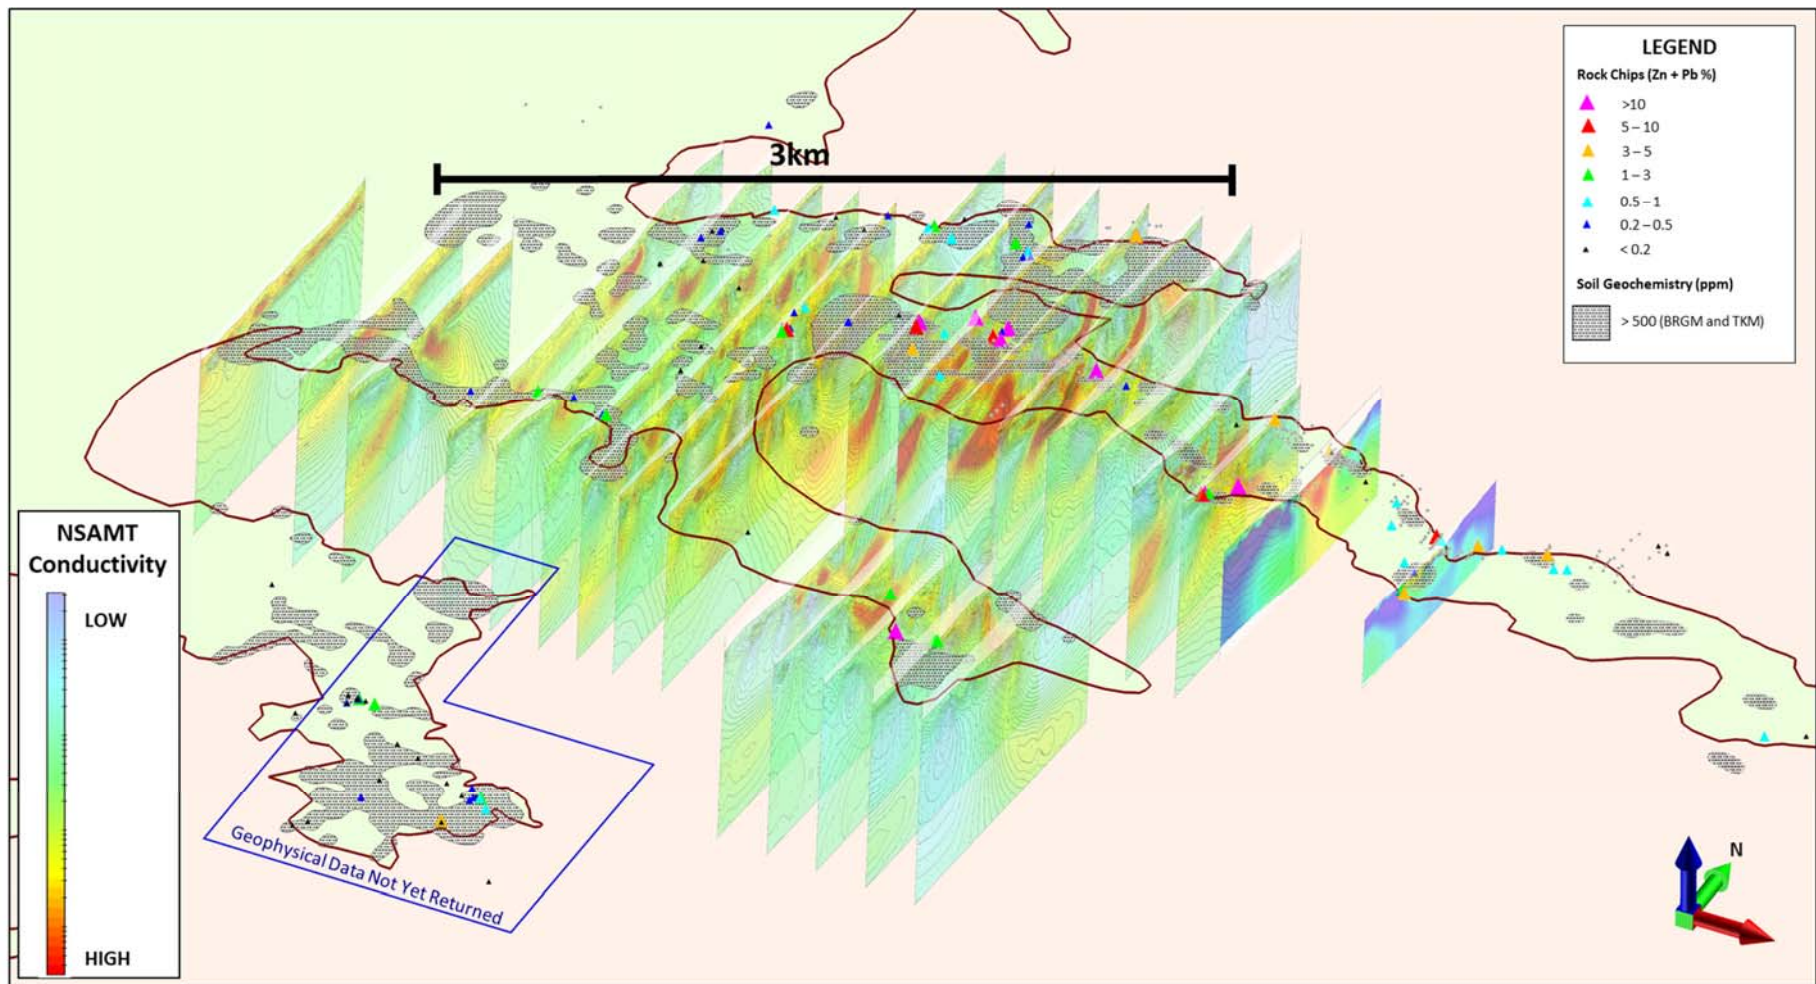 3km
LEGEND
Rock Chips (Zn + Pb %)
>10
5 – 10
3 – 5
1 – 3
0.5 – 1
0.2 – 0.5
< 0.2
Soil Geochemistry (ppm)
> 500 (BRGM and TKM)
NSAMT
Conductivity
LOW
HIGH
Geophysical Data Not Yet Returned
N